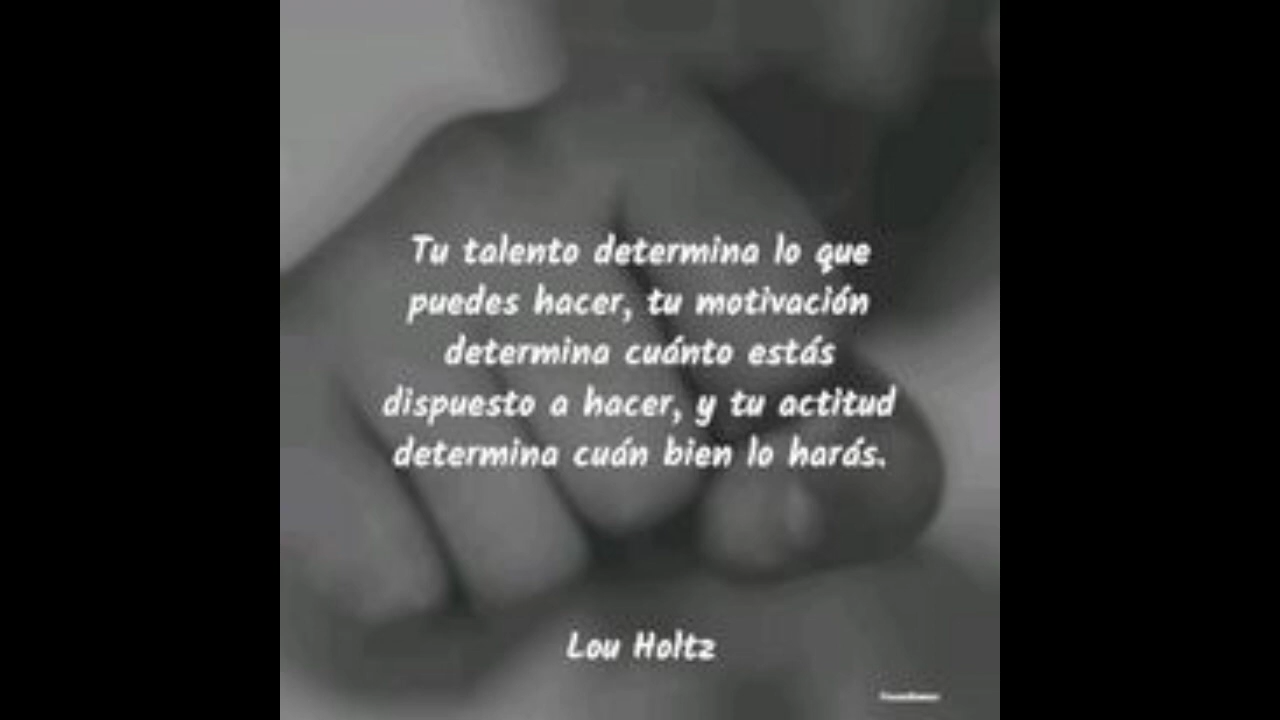 Tu talento determina lo que
puedes hacer, tu motivación
determina cuánto estás
dispuesto a hacer, y tu actitud
determina cuán bien lo harás.
Lou Holtz